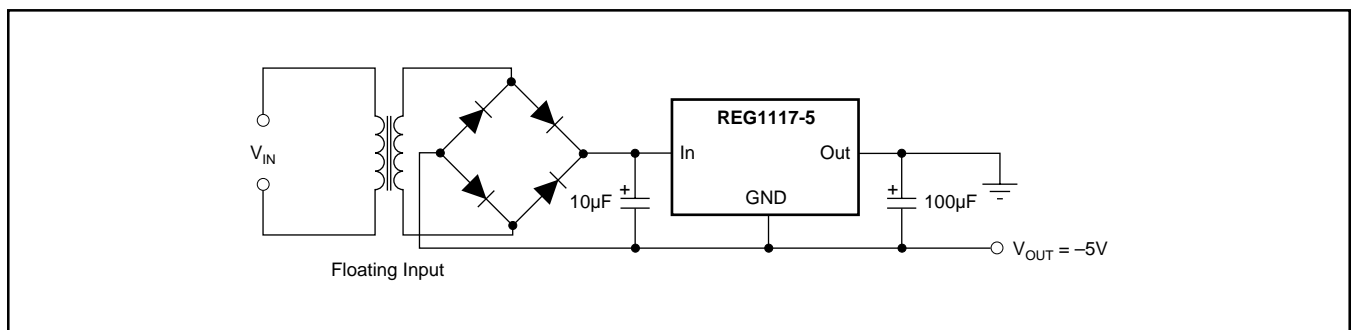 REG1117-5
V_IN
In
Out
10µF
+
GND
+
100µF
V_OUT = –5V
Floating Input